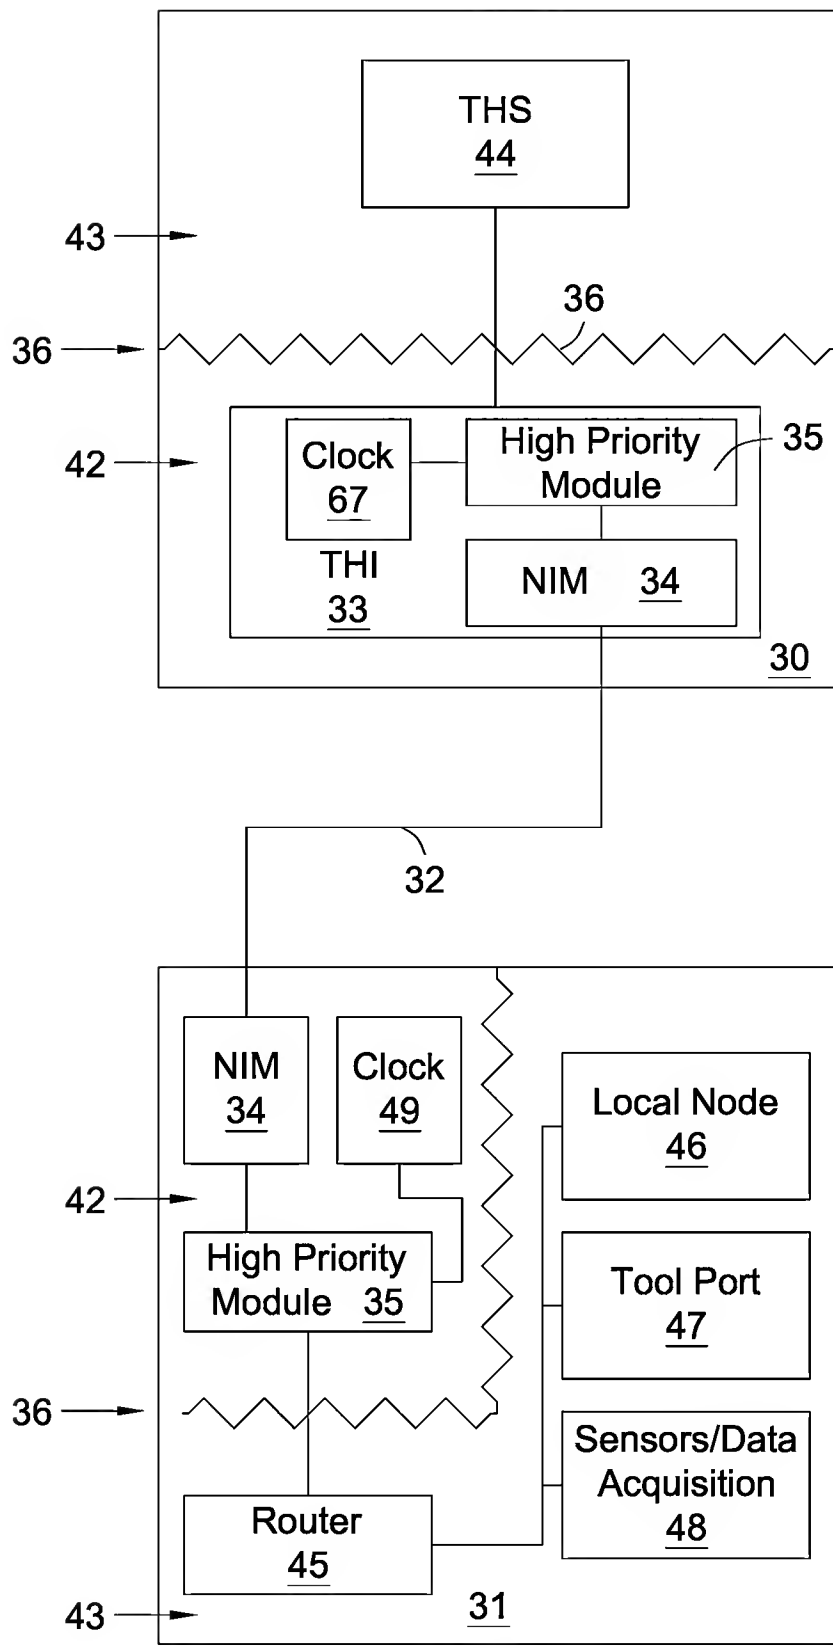 THS
44
43
36
36
42
Clock
67
High Priority
Module
35
THI
33
NIM 34
30
32
NIM
34
Clock
49
Local Node
46
42
High Priority
Module 35
Tool Port
47
36
Sensors/Data
Acquisition
48
Router
45
43
31